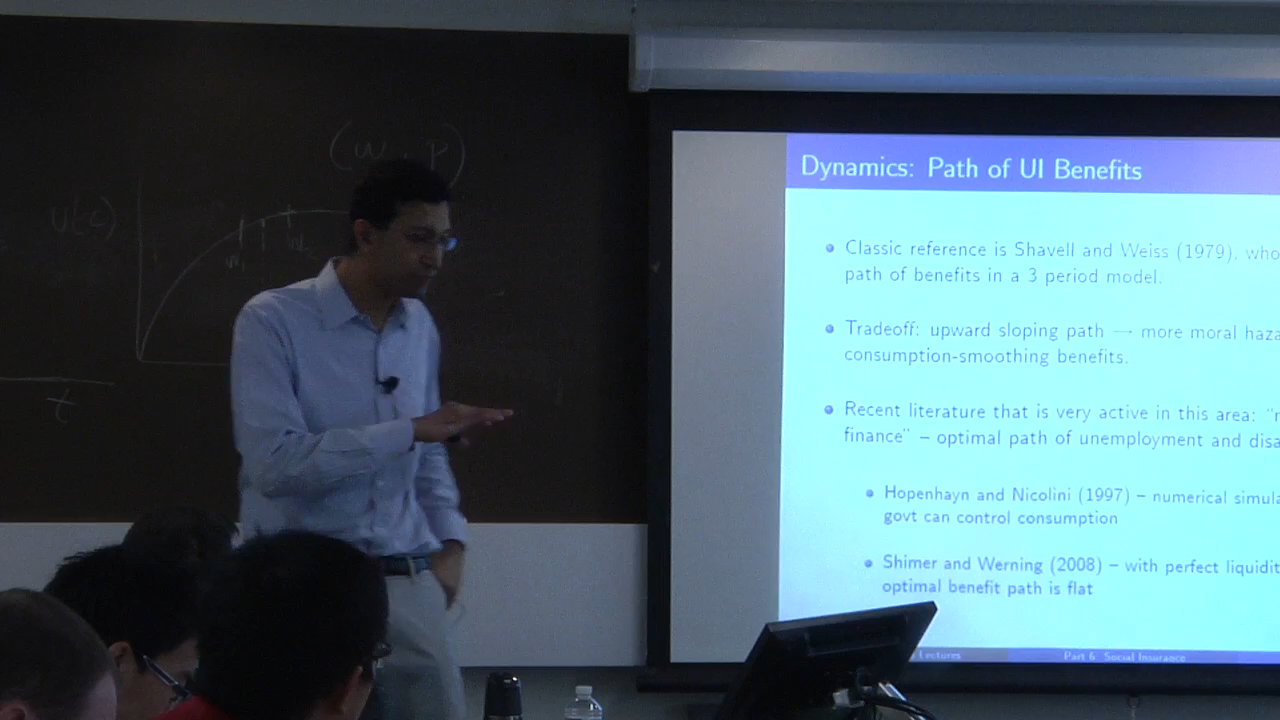 (w, p)
U(c)
w₁
w₂
t
Dynamics: Path of UI Benefits
Classic reference is Shavell and Weiss (1979), who
path of benefits in a 3 period model.
Tradeoff: upward sloping path → more moral haza
consumption-smoothing benefits.
Recent literature that is very active in this area: "n
finance" – optimal path of unemployment and disa
Hopenhayn and Nicolini (1997) – numerical simula
govt can control consumption
Shimer and Werning (2008) – with perfect liquidit
optimal benefit path is flat
Lectures
Part 6: Social Insurance